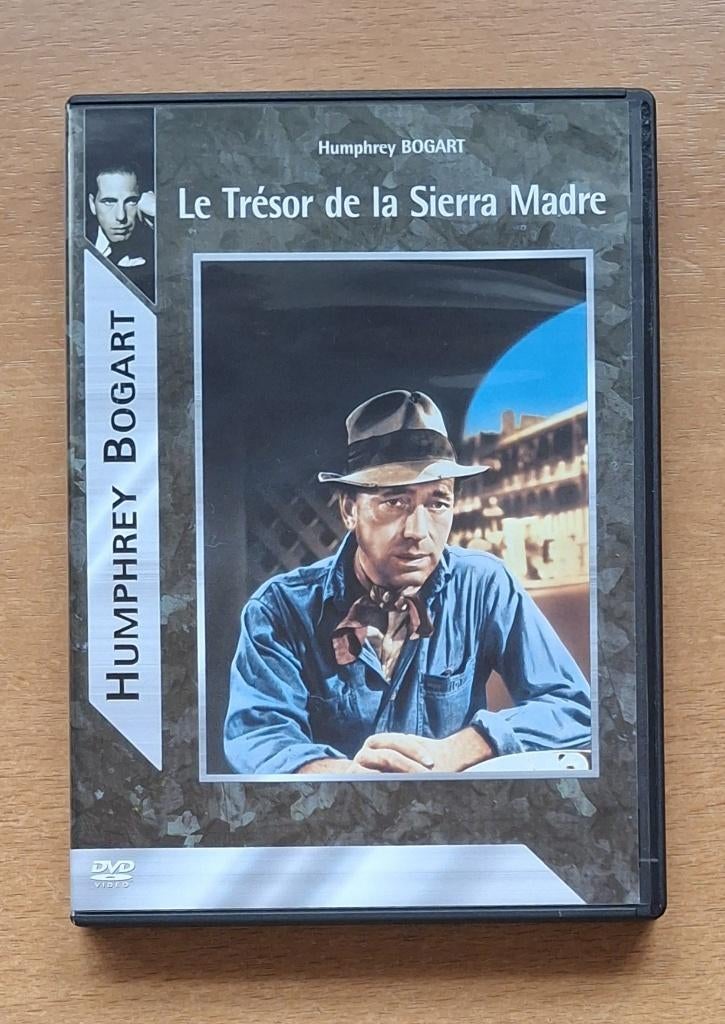 Humphrey BOGART
Le Trésor de la Sierra Madre
HUMPHREY BOGART
DVD
VIDEO